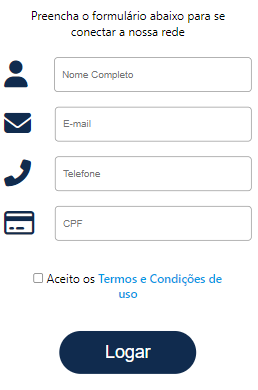 Preencha o formulário abaixo para se
conectar a nossa rede
Nome Completo
E-mail
Telefone
CPF
Aceito os Termos e Condições de
uso
Logar